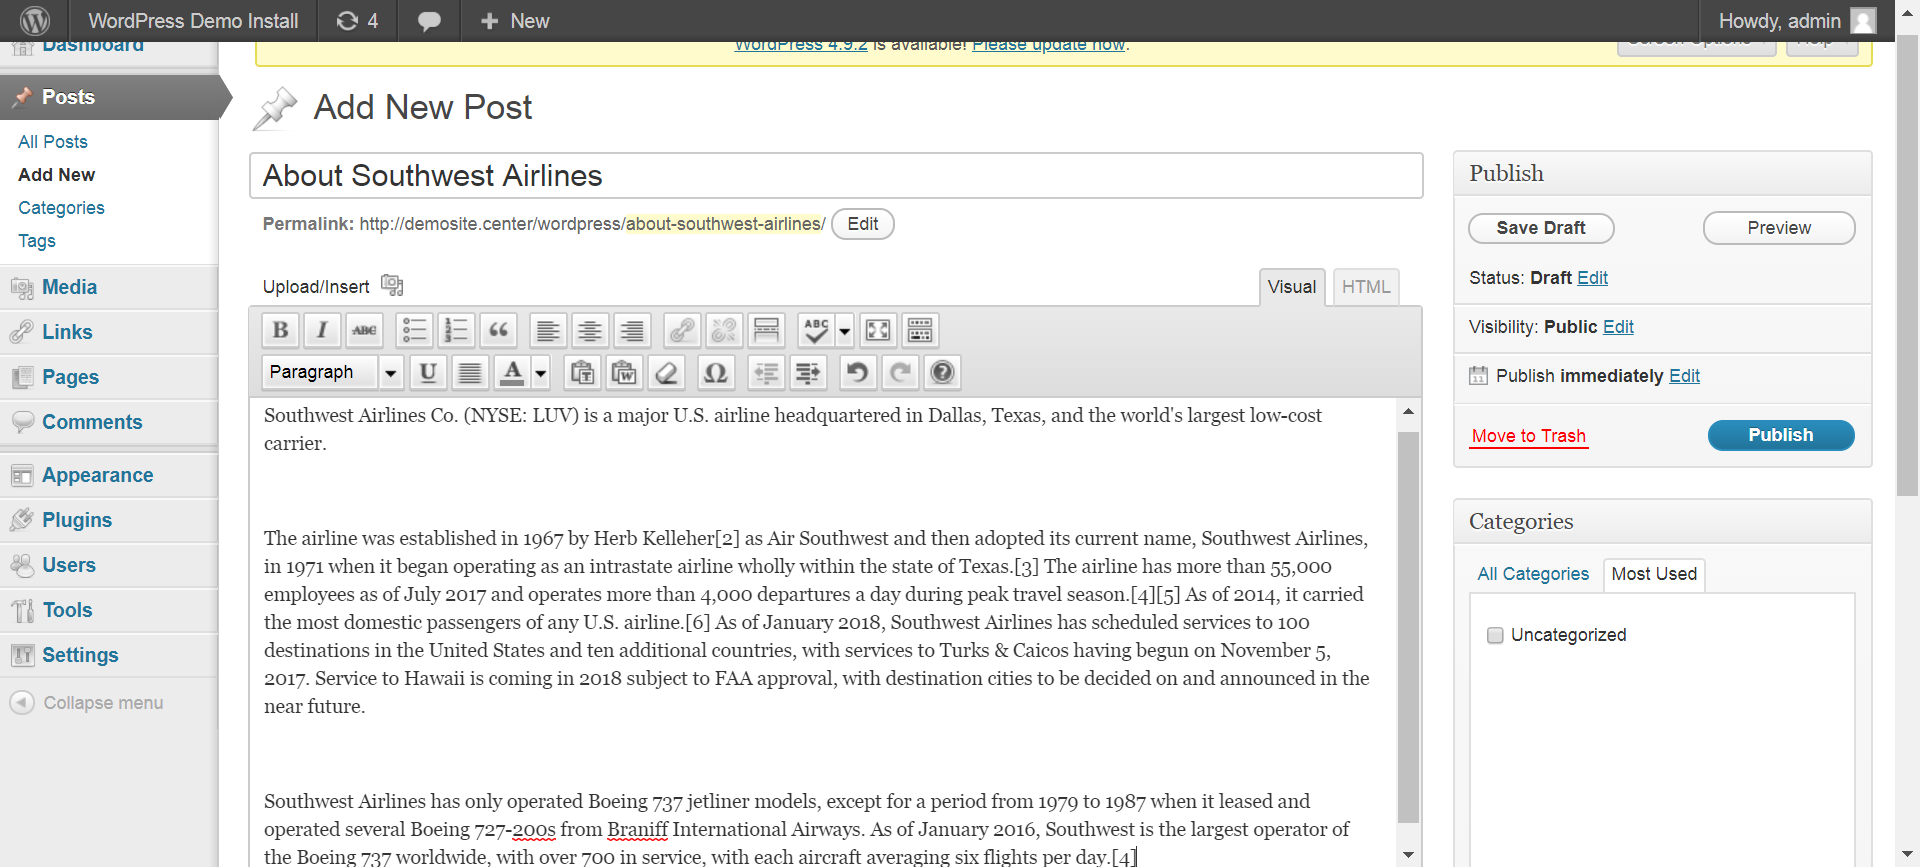 WordPress Demo Install
4
New
Howdy, admin
Dashboard
WordPress 4.9.2 is available! Please update now.
Screen Options
Help
Posts
All Posts
Add New
Categories
Tags
Media
Links
Pages
Comments
Appearance
Plugins
Users
Tools
Settings
Collapse menu
Add New Post
About Southwest Airlines
Permalink: http://demosite.center/wordpress/about-southwest-airlines/ Edit
Upload/Insert
Visual HTML
B I ABC ABC
Paragraph U A T W Ω ?
Southwest Airlines Co. (NYSE: LUV) is a major U.S. airline headquartered in Dallas, Texas, and the world's largest low-cost
carrier.
The airline was established in 1967 by Herb Kelleher[2] as Air Southwest and then adopted its current name, Southwest Airlines,
in 1971 when it began operating as an intrastate airline wholly within the state of Texas.[3] The airline has more than 55,000
employees as of July 2017 and operates more than 4,000 departures a day during peak travel season.[4][5] As of 2014, it carried
the most domestic passengers of any U.S. airline.[6] As of January 2018, Southwest Airlines has scheduled services to 100
destinations in the United States and ten additional countries, with services to Turks & Caicos having begun on November 5,
2017. Service to Hawaii is coming in 2018 subject to FAA approval, with destination cities to be decided on and announced in the
near future.
Southwest Airlines has only operated Boeing 737 jetliner models, except for a period from 1979 to 1987 when it leased and
operated several Boeing 727-200s from Braniff International Airways. As of January 2016, Southwest is the largest operator of
the Boeing 737 worldwide, with over 700 in service, with each aircraft averaging six flights per day.[4]
Publish
Save Draft
Preview
Status: Draft Edit
Visibility: Public Edit
11 Publish immediately Edit
Move to Trash
Publish
Categories
All Categories
Most Used
Uncategorized